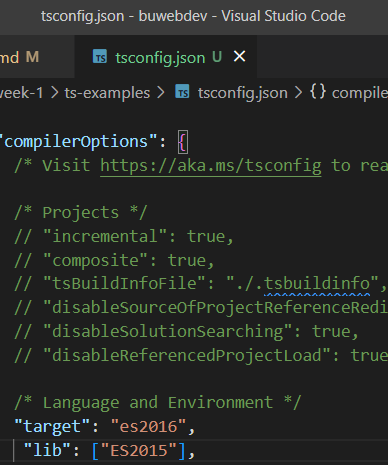 tsconfig.json - buwebdev - Visual Studio Code
md M tsconfig.json U
week-1 > ts-examples > tsconfig.json > {} compile
"compilerOptions": {
/* Visit https://aka.ms/tsconfig to rea
/* Projects */
// "incremental": true,
// "composite": true,
// "tsBuildInfoFile": "./.tsbuildinfo",
// "disableSourceOfProjectReferenceRedi
// "disableSolutionSearching": true,
// "disableReferencedProjectLoad": true
/* Language and Environment */
"target": "es2016",
"lib": ["ES2015"],